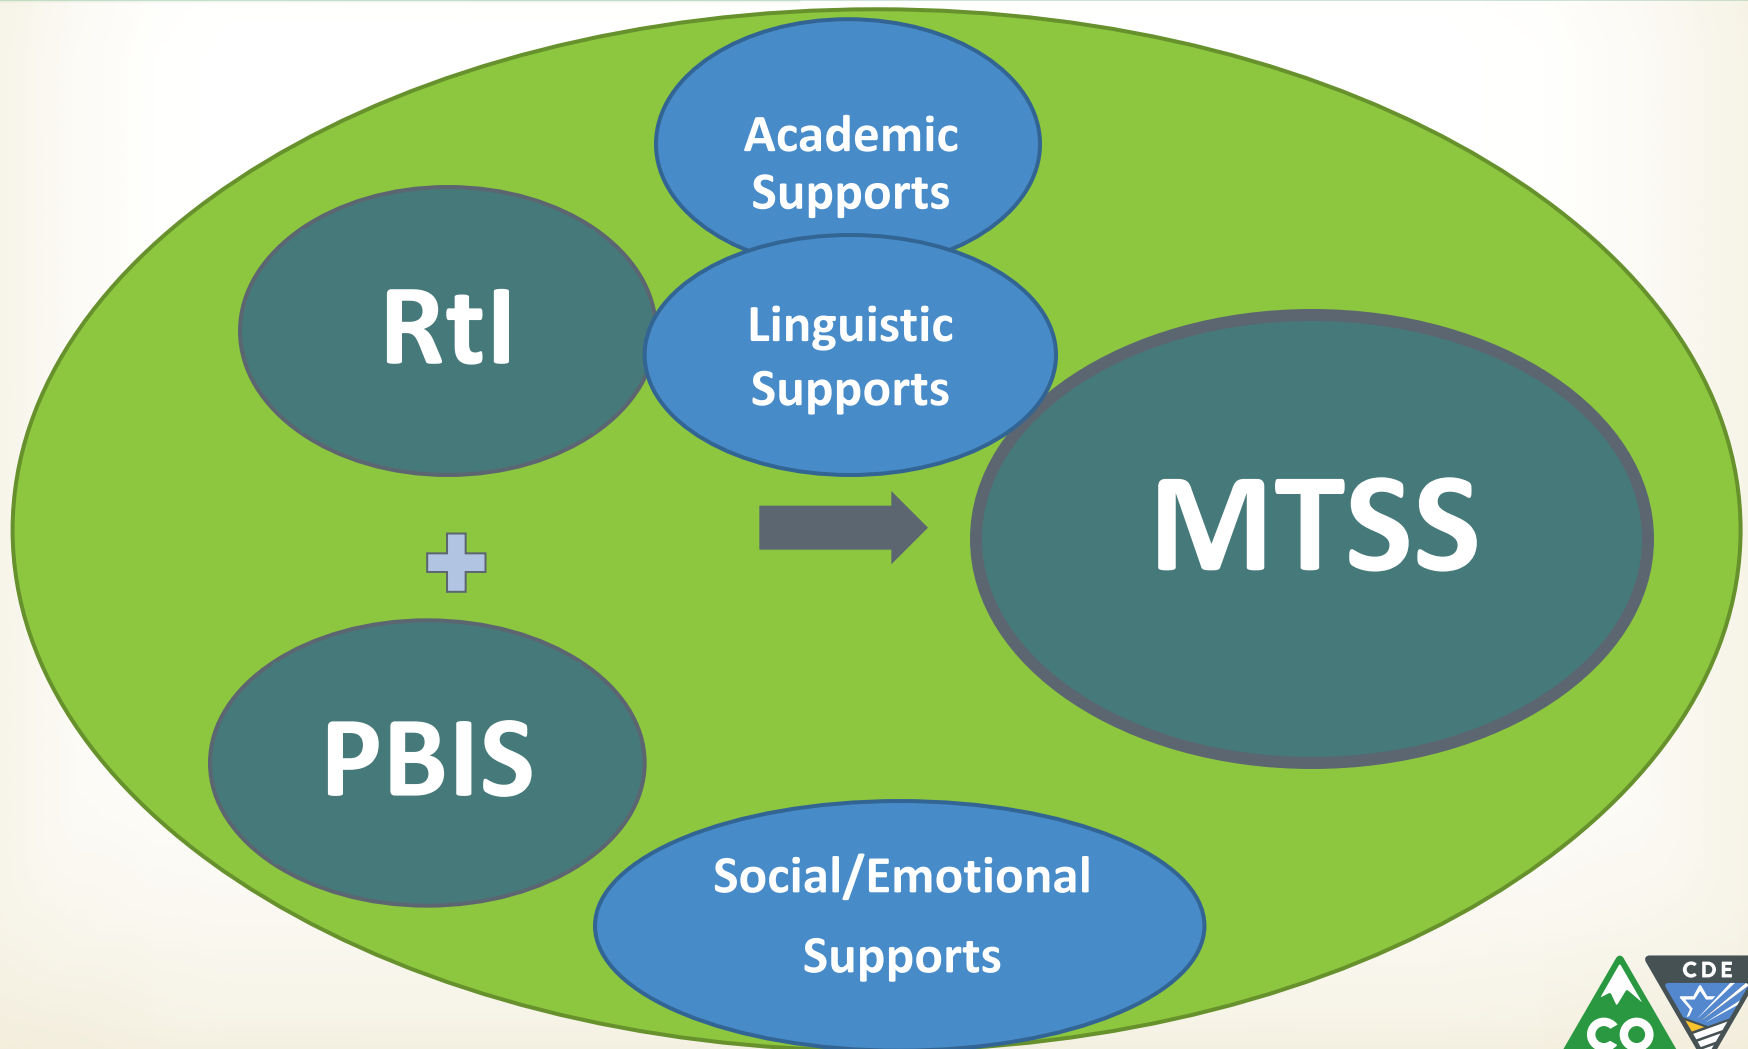 Academic
Supports
RtI
Linguistic
Supports
MTSS
PBIS
Social/Emotional
Supports
CDE
CO